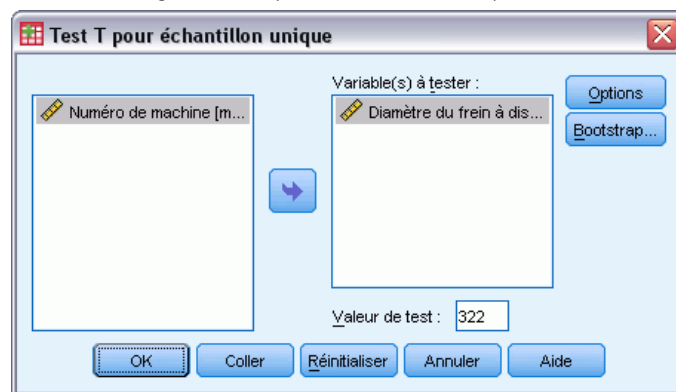 Test T pour échantillon unique
Variable(s) à tester :
Numéro de machine [m...
Diamètre du frein à dis...
Options
Bootstrap...
Valeur de test : 322
OK Coller Réinitialiser Annuler Aide